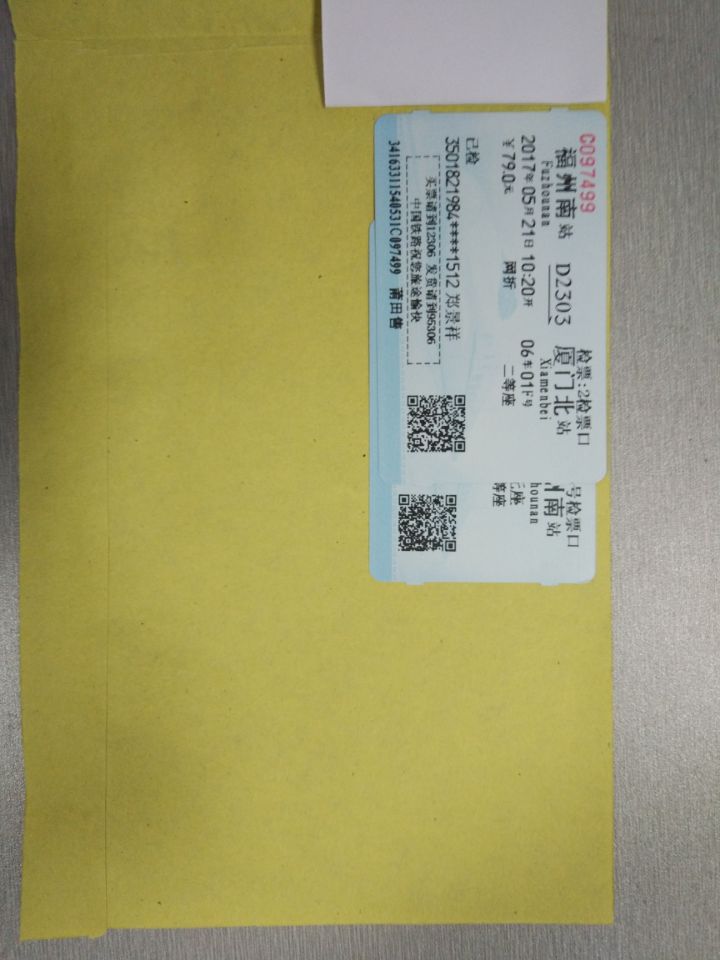 C097499
检票:2检票口
福州南站 D2303 厦门北站
Fuzhounan Xiamenbei
2017年05月21日 10:20开 06车01F号
￥79.0元 网折 二等座
已检
3501821984****1512 郑景祥
买票请到12306 发货请到95306
中国铁路祝您旅途愉快
34163311540531C097499 莆田售
号检票口
南站
hounan
座
等座